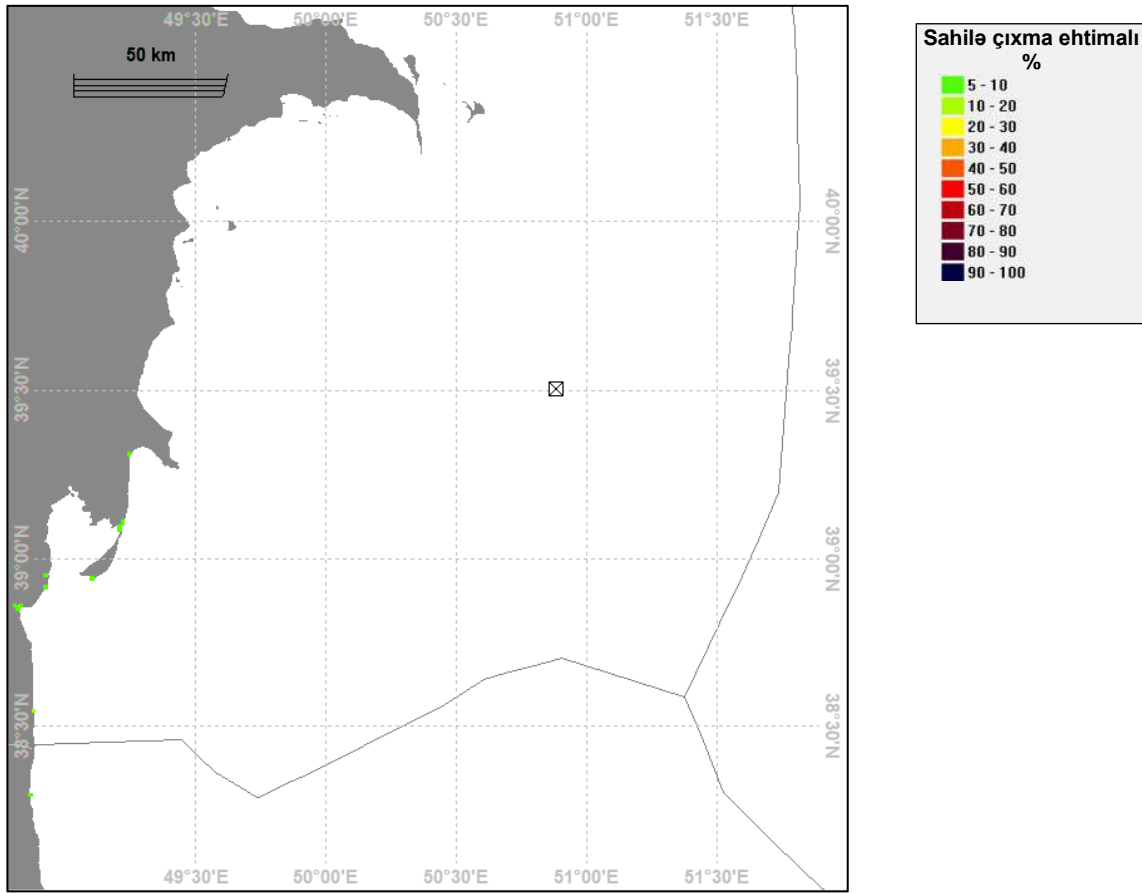 49°30'E 50°00'E 50°30'E 51°00'E 51°30'E
50 km
40°00'N 40°00'N
39°30'N 39°30'N
39°00'N 39°00'N
38°30'N 38°30'N
49°30'E 50°00'E 50°30'E 51°00'E 51°30'E
Sahilə çıxma ehtimalı
%
5 - 10
10 - 20
20 - 30
30 - 40
40 - 50
50 - 60
60 - 70
70 - 80
80 - 90
90 - 100